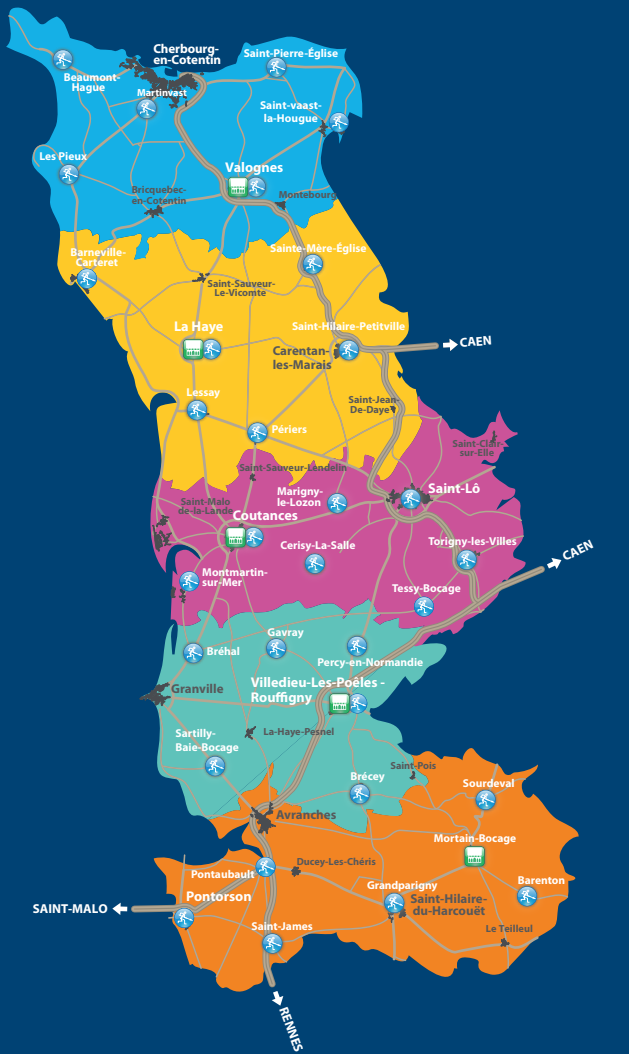 Cherbourg-
en-Cotentin
Saint-Pierre-Église
Beaumont-
Hague
Martinvast
Saint-vaast-
la-Hougue
Les Pieux
Valognes
Bricquebec-
en-Cotentin
Montebourg
Sainte-Mère-Église
Barneville-
Carteret
Saint-Sauveur-
Le-Vicomte
La Haye
Saint-Hilaire-Petitville
CAEN
Carentan-
les-Marais
Lessay
Saint-Jean-
De-Daye
Périers
Saint-Clair-
sur-Elle
Saint-Sauveur-Lendelin
Saint-Lô
Marigny-
le-Lozon
Saint-Malo
de-la-Lande
Coutances
Cerisy-La-Salle
Torigny-les-Villes
CAEN
Montmartin-
sur-Mer
Tessy-Bocage
Gavray
Bréhal
Percy-en-Normandie
Villedieu-Les-Poêles -
Rouffigny
Granville
Sartilly-
Baie-Bocage
La-Haye-Pesnel
Saint-Pois
Brécey
Sourdeval
Avranches
Mortain-Bocage
Ducey-Les-Chéris
Pontaubault
Grandparigny
Barenton
Pontorson
Saint-Hilaire-
du-Harcouët
SAINT-MALO
Saint-James
Le Teilleul
RENNES